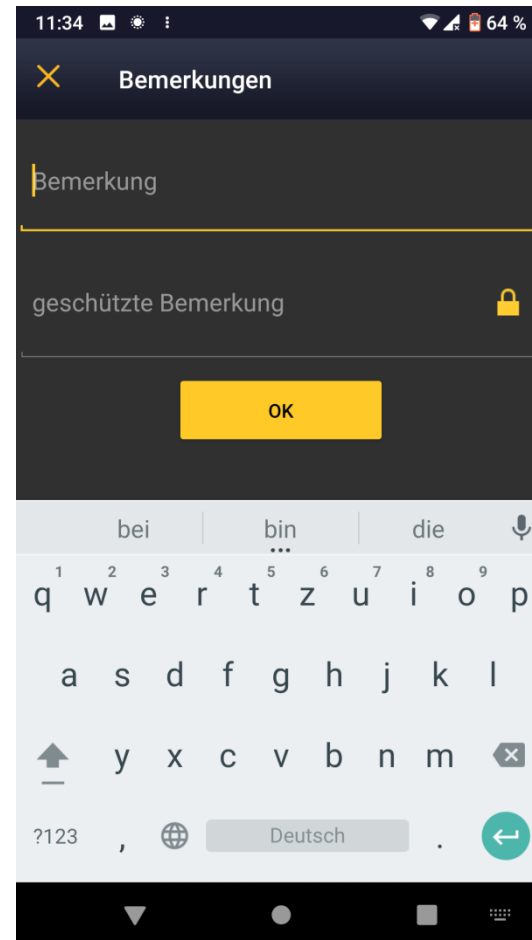 11:34 64 %
Bemerkungen
Bemerkung
geschützte Bemerkung
OK
bei bin die
1 2 3 4 5 6 7 8 9
q w e r t z u i o p
a s d f g h j k l
y x c v b n m
?123 , Deutsch .